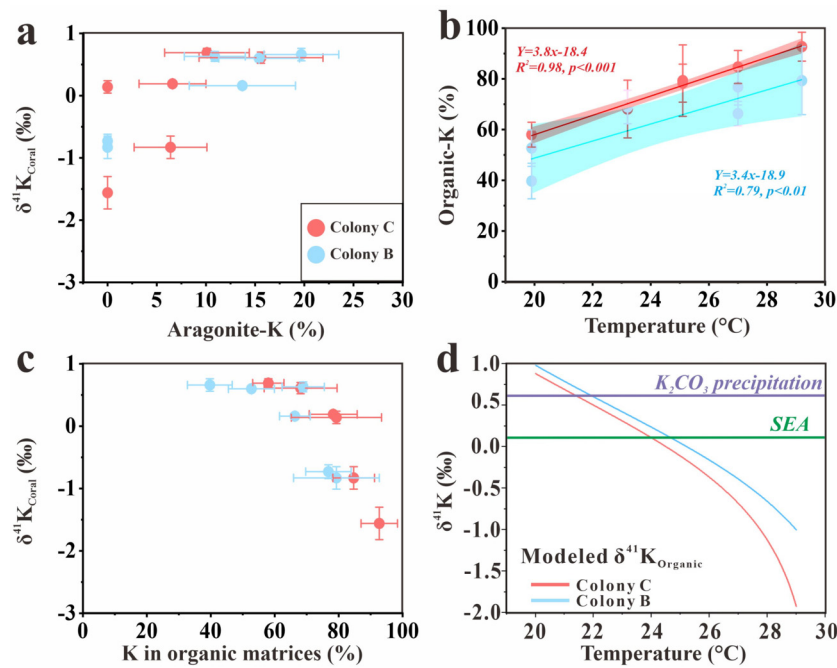 a
δ⁴¹K_Coral (‰)
1
0
-1
-2
-3
0 5 10 15 20 25 30
Aragonite-K (%)
Colony C
Colony B
b
Organic-K (%)
100
80
60
40
20
0
20 22 24 26 28 30
Temperature (°C)
Y=3.8x-18.4
R²=0.98, p<0.001
Y=3.4x-18.9
R²=0.79, p<0.01
c
δ⁴¹K_Coral (‰)
1
0
-1
-2
-3
0 20 40 60 80 100
K in organic matrices (%)
d
δ⁴¹K (‰)
1.0
0.5
0.0
-0.5
-1.0
-1.5
-2.0
20 22 24 26 28 30
Temperature (°C)
K₂CO₃ precipitation
SEA
Modeled δ⁴¹K_Organic
Colony C
Colony B